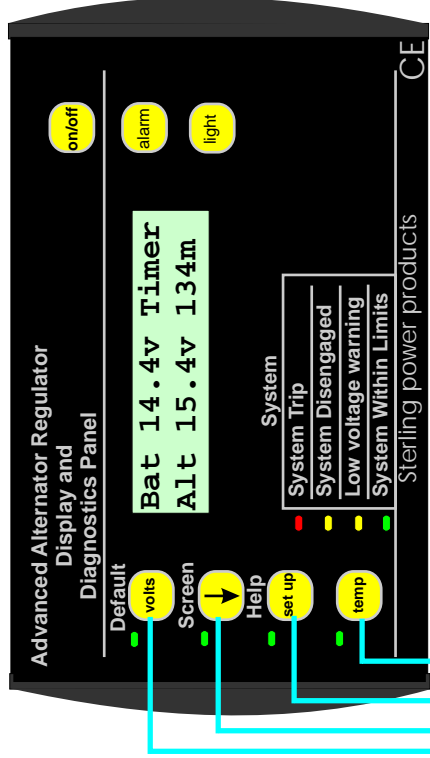 Advanced Alternator Regulator
Display and
Diagnostics Panel
on/off
Default
volts
Bat 14.4v Timer
Alt 15.4v 134m
alarm
Screen
light
Help
set up
System
System Trip
System Disengaged
Low voltage warning
System Within Limits
temp
Sterling power products
CE